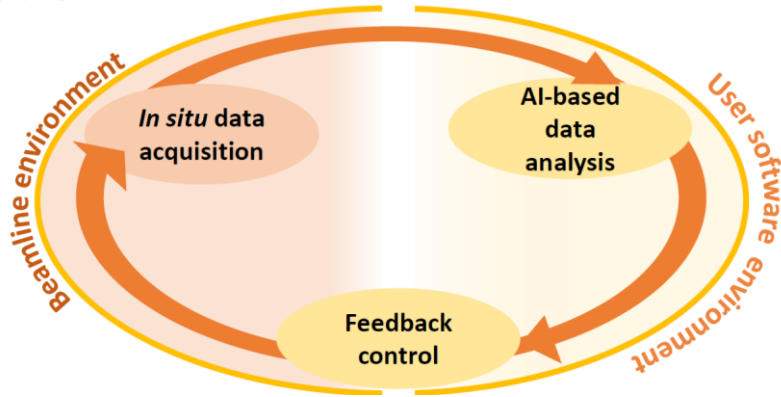 Beamline environment
In situ data
acquisition
AI-based
data
analysis
User software environment
Feedback
control